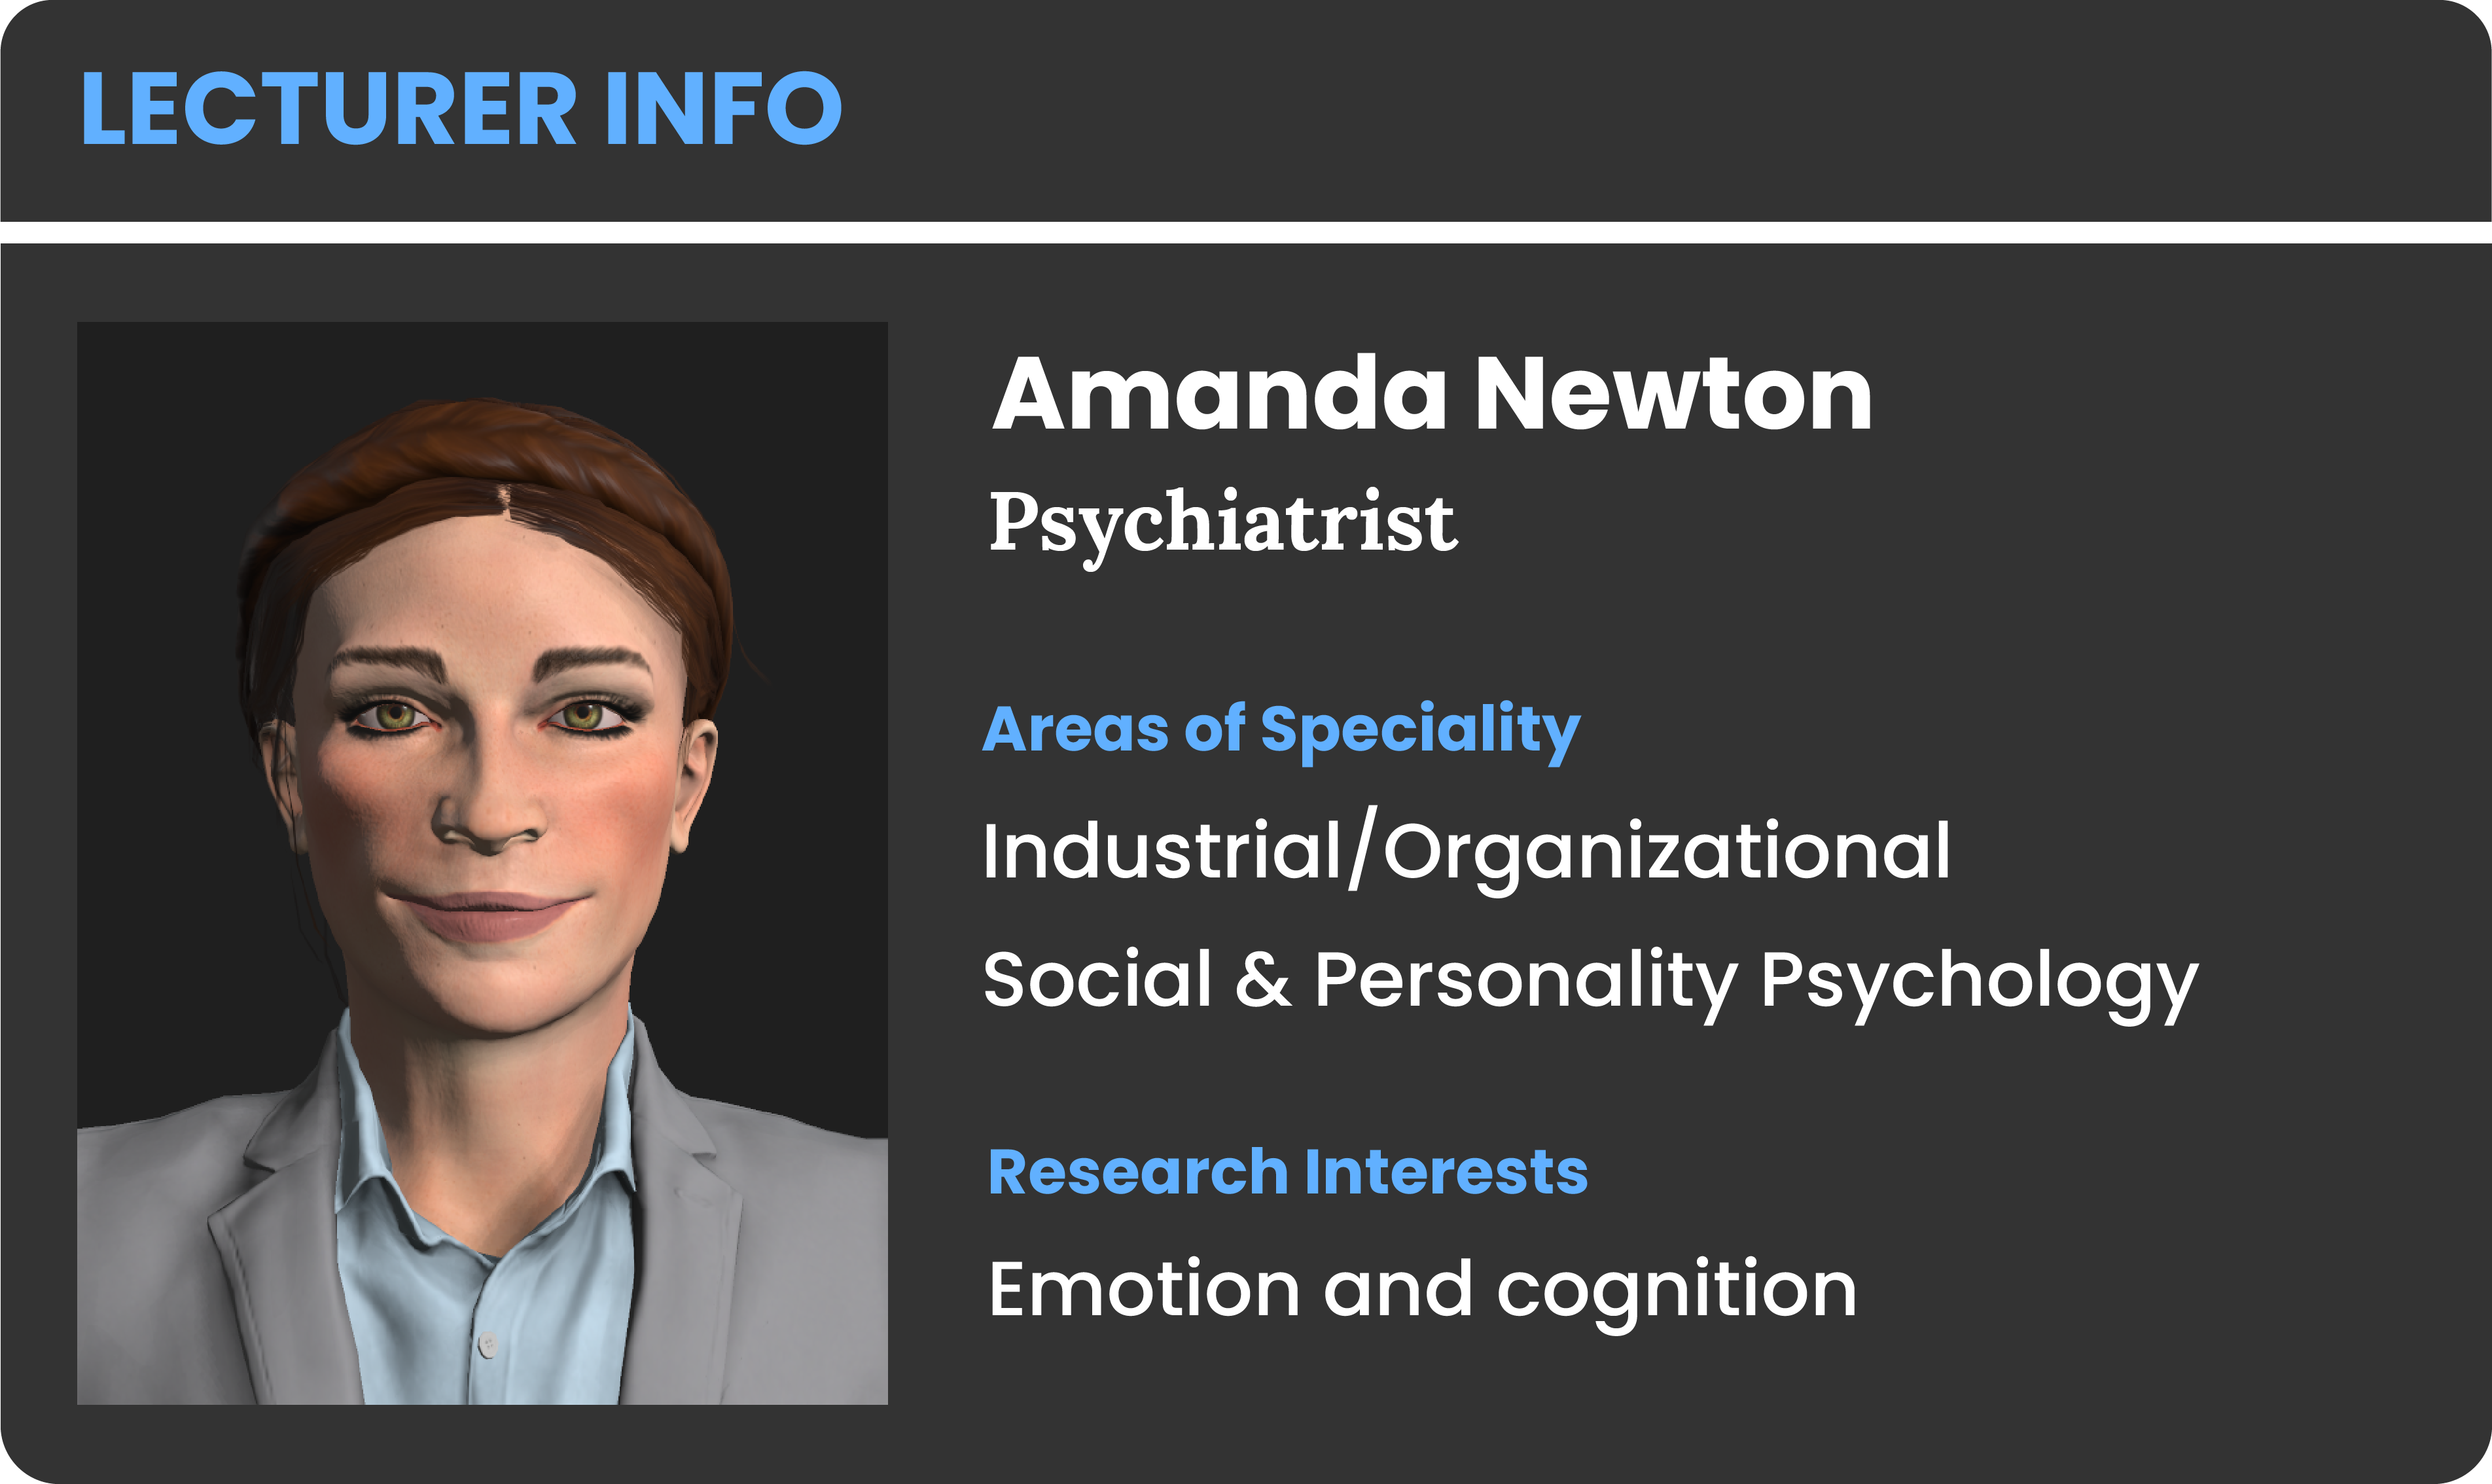 LECTURER INFO
Amanda Newton
Psychiatrist
Areas of Speciality
Industrial/Organizational
Social & Personality Psychology
Research Interests
Emotion and cognition